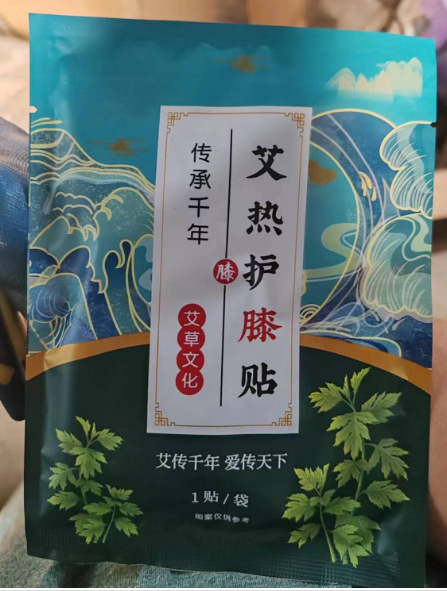 艾热护膝贴
传承千年
膝
艾草文化
艾传千年 爱传天下
1贴/袋
图案仅供参考